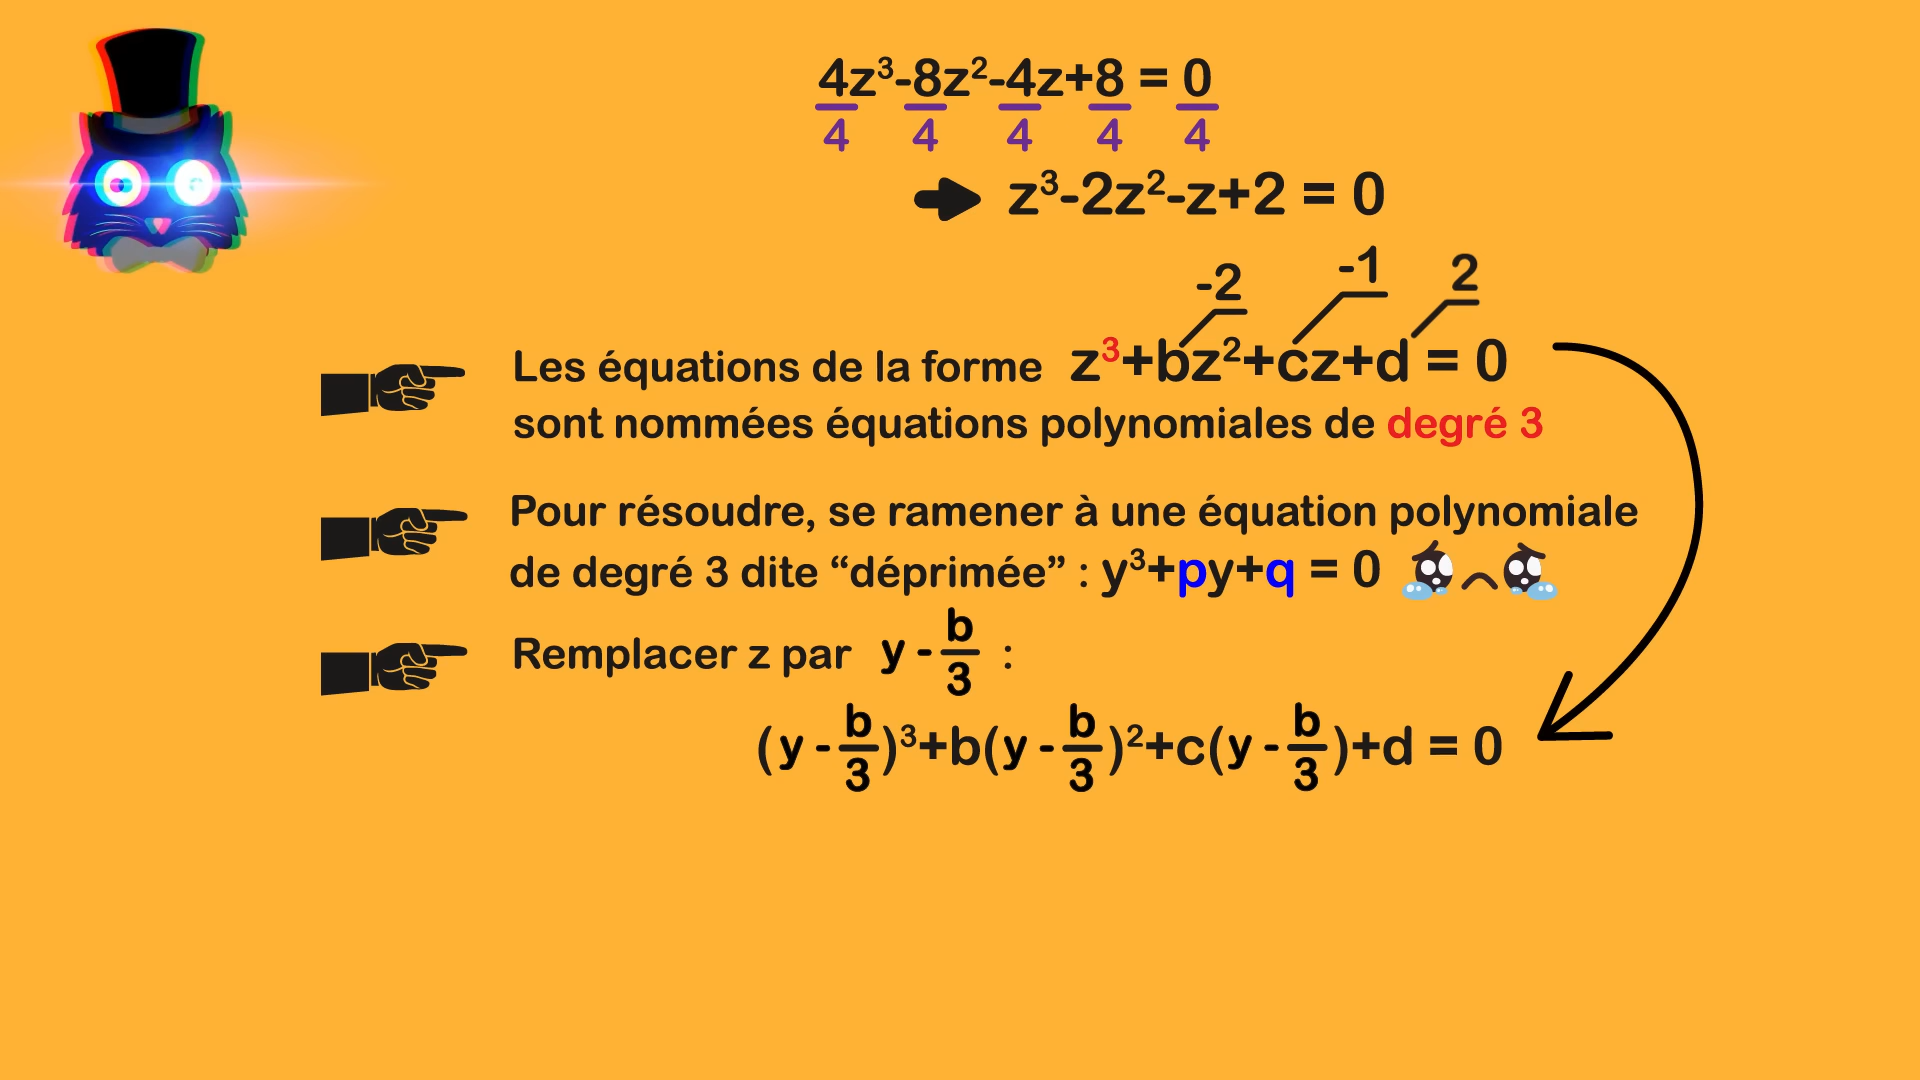 4z³-8z²-4z+8 = 0
4 4 4 4 4
z³-2z²-z+2 = 0
-2 -1 2
Les équations de la forme z³+bz²+cz+d = 0
sont nommées équations polynomiales de degré 3
Pour résoudre, se ramener à une équation polynomiale
de degré 3 dite “déprimée” : y³+py+q = 0
Remplacer z par y - b/3 :
(y - b/3)³+b(y - b/3)²+c(y - b/3)+d = 0